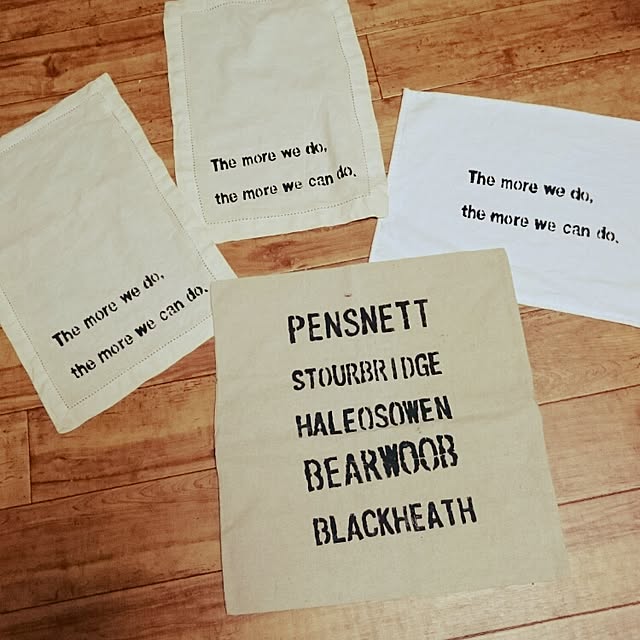 The more we do,
the more we can do.
The more we do,
the more we can do.
The more we do,
the more we can do.
PENSNETT
STOURBRIDGE
HALEOSOWEN
BEARWOOB
BLACKHEATH